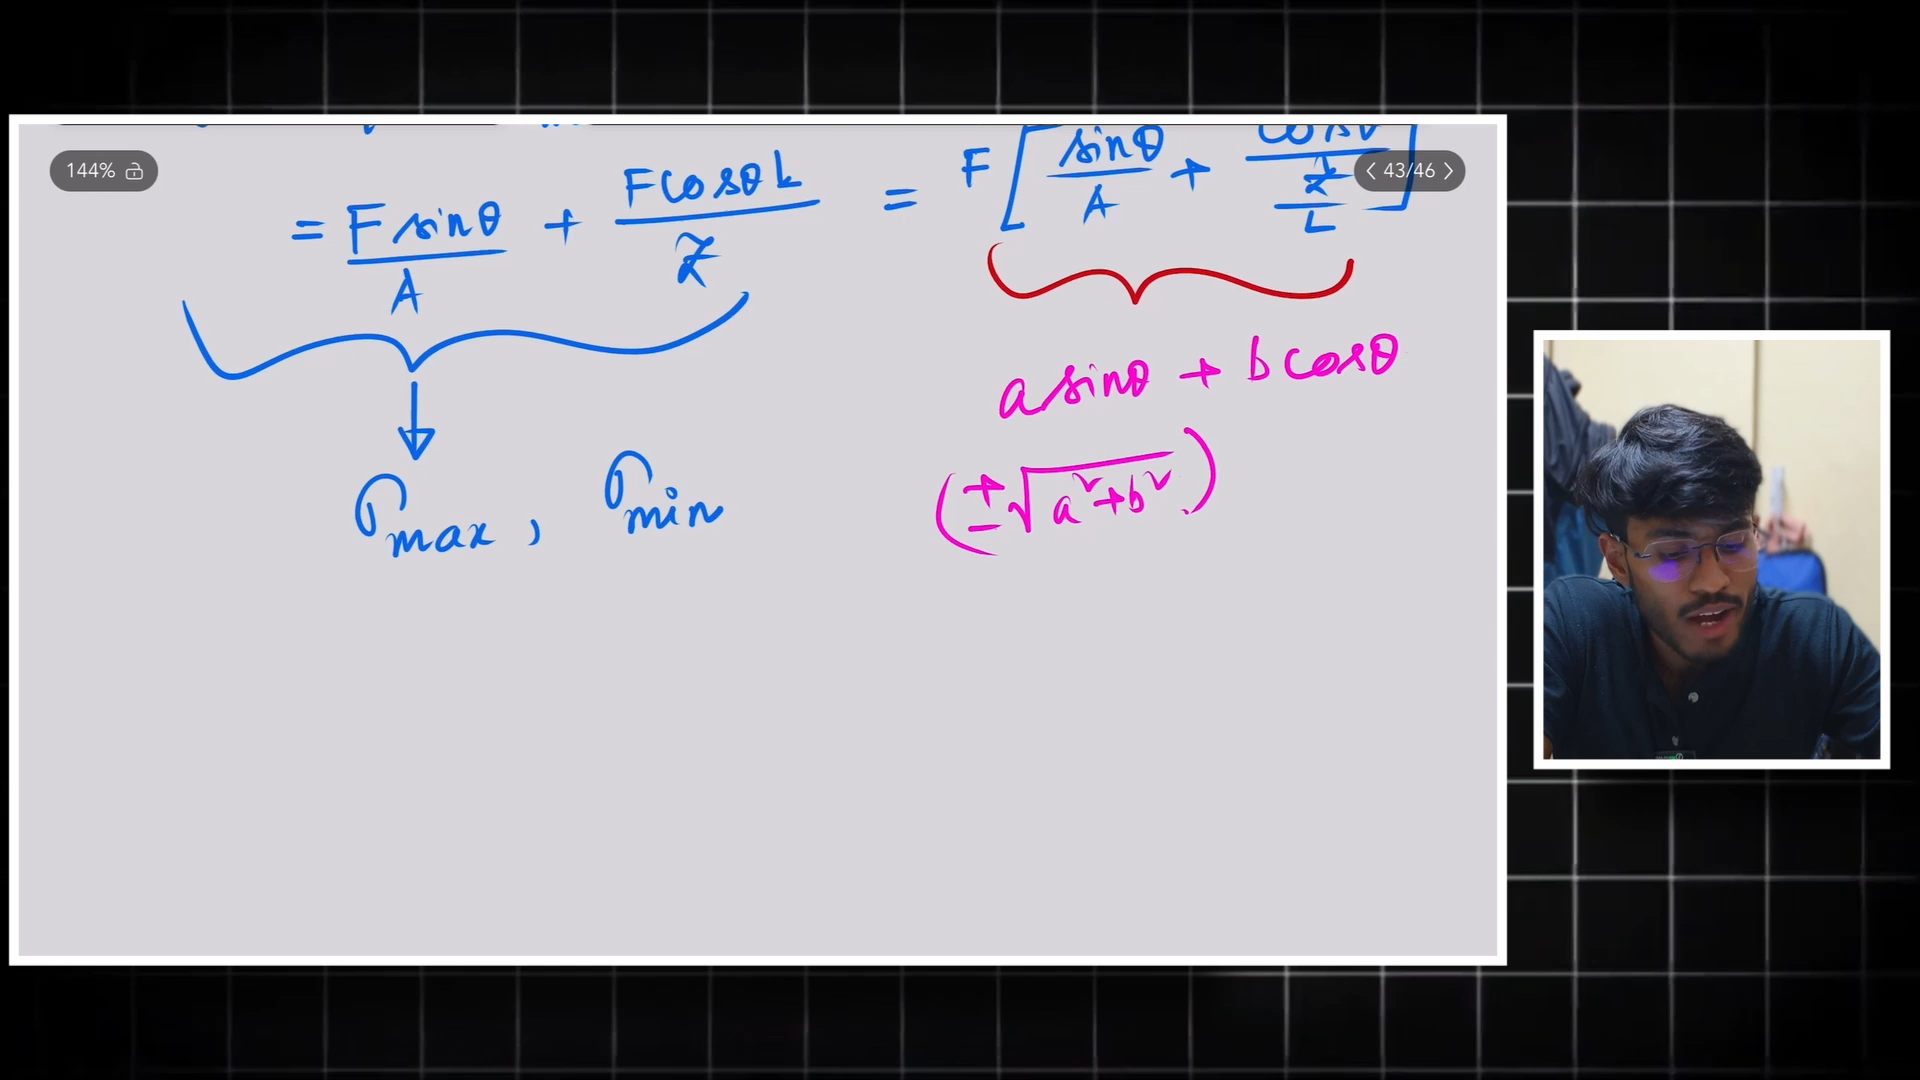 144%
< 43/46 >
= F sinθ / A + F cosθ L / Z = F [ sinθ / A + cosθ / (Z / L) ]
a sinθ + b cosθ
(±√(a²+b²))
σmax , σmin